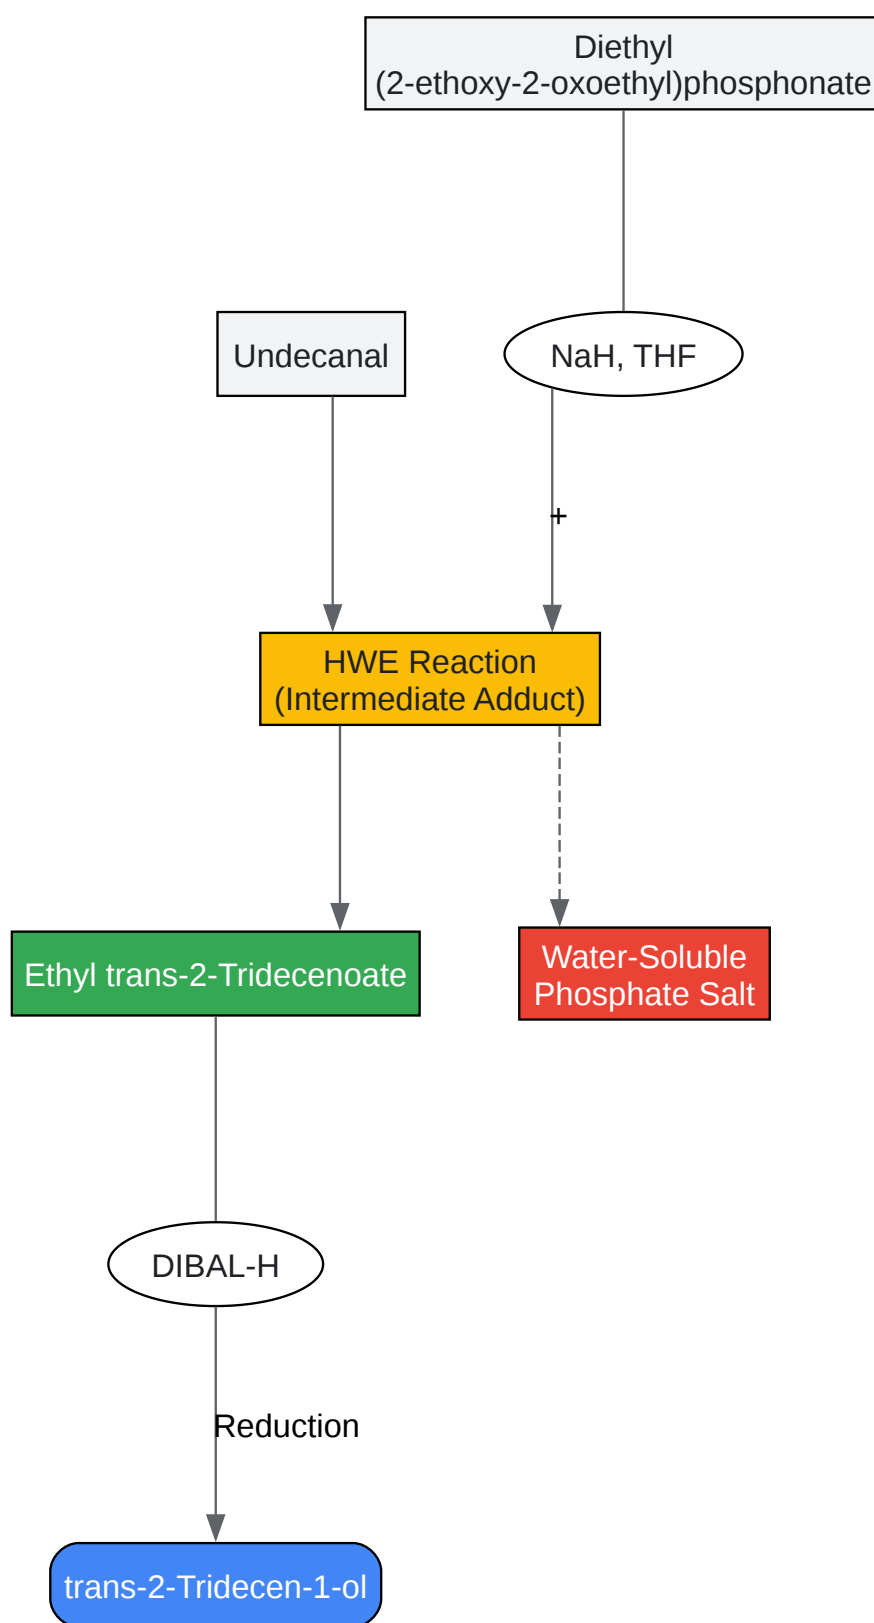 Diethyl
(2-ethoxy-2-oxoethyl)phosphonate
Undecanal
NaH, THF
+
HWE Reaction
(Intermediate Adduct)
Ethyl trans-2-Tridecenoate
Water-Soluble
Phosphate Salt
DIBAL-H
Reduction
trans-2-Tridecen-1-ol